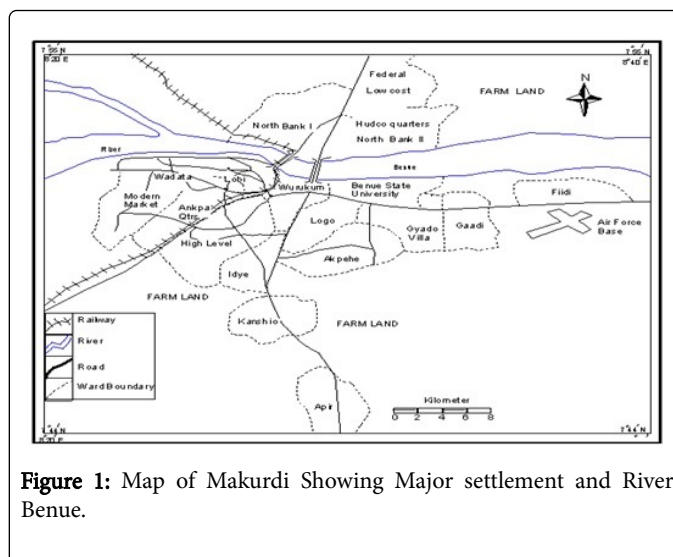 7°55 N
8°20 E
7°55 N
8°40 E
N
Federal
Low cost
FARM LAND
North Bank I
Hudco quarters
North Bank II
River
Benue
Wadata
Lobi
Wurukum
Benue State
University
Fiidi
Modern
Market
Ankpa
Qtrs.
Logo
Gyado
Villa
Gaadi
Air Force
Base
High Level
Akpehe
Idye
FARM LAND
Kanshio
FARM LAND
Railway
River
Road
Ward Boundary
Apir
Kilometer
0 2 4 6 8
7°44 N
7°44 N
Figure 1: Map of Makurdi Showing Major settlement and River
Benue.